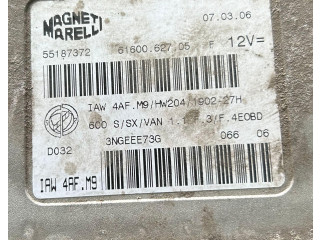 MAGNETI MARELLI
07.03.06
55187372 61600.627.05 F 12V=
IAW 4AF.M9/HW204/1902-27H
600 S/SX/VAN 1.1 F.3/F.4EOBD
D032 3NGEEE73G 066 06
IAW 4AF.M9